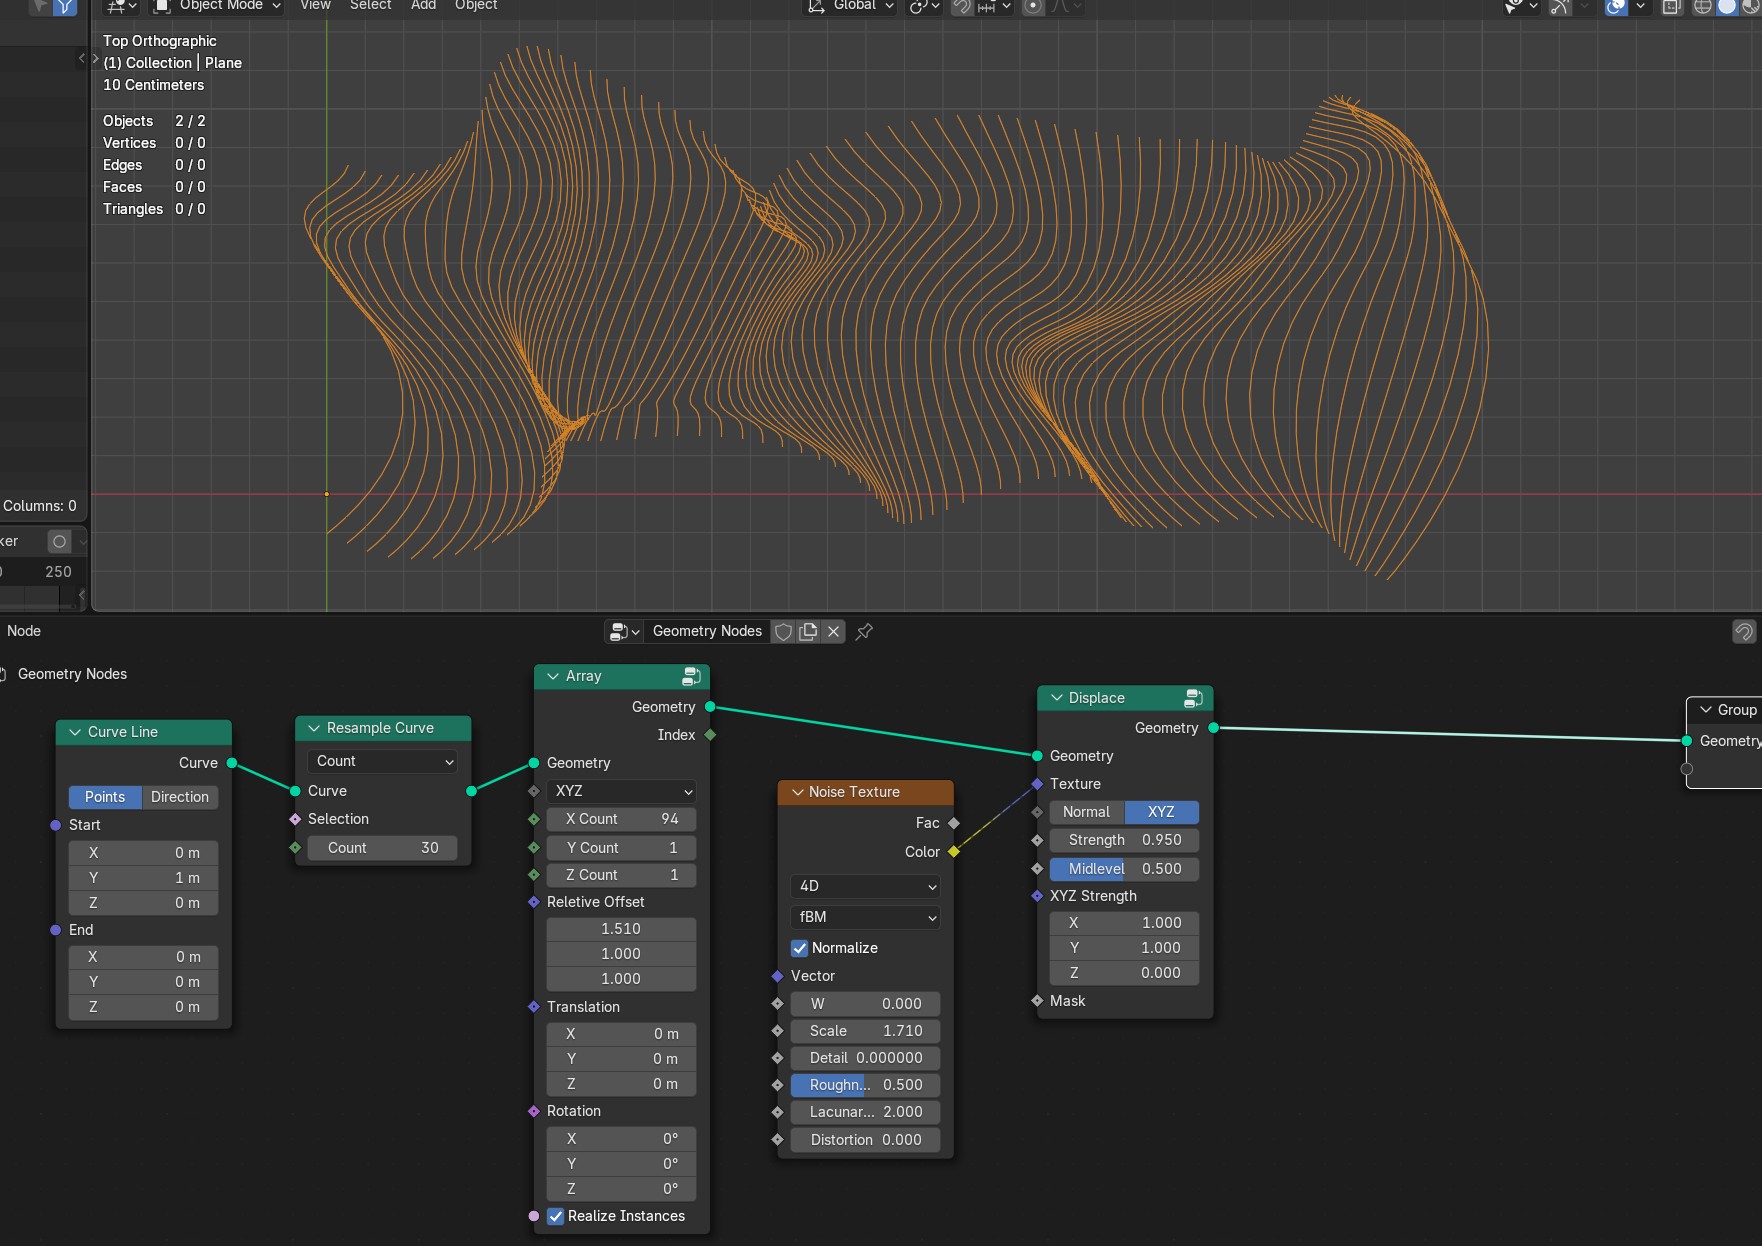 Object Mode View Select Add Object Global
Top Orthographic
(1) Collection | Plane
10 Centimeters
Objects 2 / 2
Vertices 0 / 0
Edges 0 / 0
Faces 0 / 0
Triangles 0 / 0
Columns: 0
ker
0 250
Node
Geometry Nodes
Geometry Nodes
Curve Line
Curve
Points Direction
Start
X 0 m
Y 1 m
Z 0 m
End
X 0 m
Y 0 m
Z 0 m
Resample Curve
Count
Curve
Selection
Count 30
Array
Geometry
Index
Geometry
XYZ
X Count 94
Y Count 1
Z Count 1
Reletive Offset
1.510
1.000
1.000
Translation
X 0 m
Y 0 m
Z 0 m
Rotation
X 0°
Y 0°
Z 0°
Realize Instances
Noise Texture
Fac
Color
4D
fBM
Normalize
Vector
W 0.000
Scale 1.710
Detail 0.000000
Roughn... 0.500
Lacunar... 2.000
Distortion 0.000
Displace
Geometry
Geometry
Texture
Normal XYZ
Strength 0.950
Midlevel 0.500
XYZ Strength
X 1.000
Y 1.000
Z 0.000
Mask
Group
Geometry